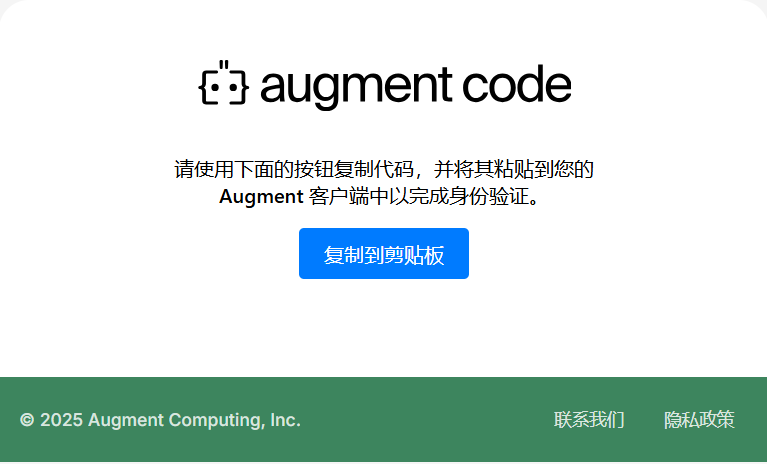 augment code
请使用下面的按钮复制代码，并将其粘贴到您的
Augment 客户端中以完成身份验证。
复制到剪贴板
© 2025 Augment Computing, Inc.
联系我们
隐私政策